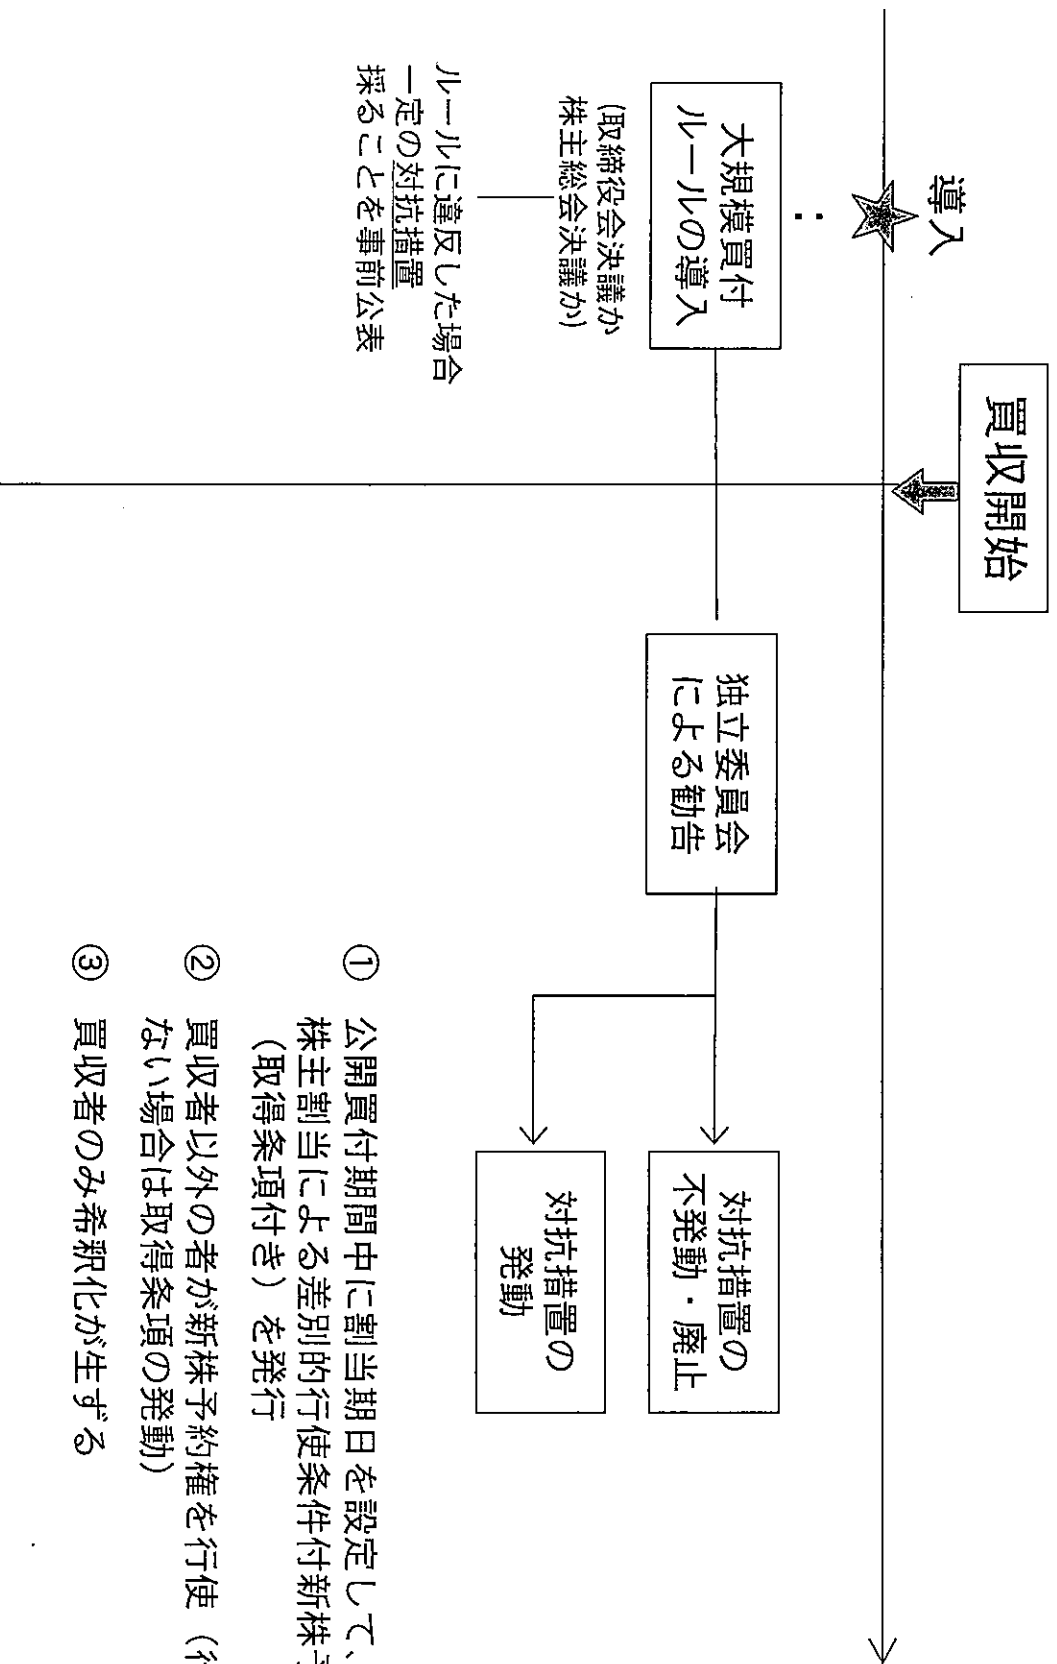 導入
買収開始
大規模買付
ルールの導入
(取締役会決議か
株主総会決議か)
ルールに違反した場合
一定の対抗措置
採ることを事前公表
独立委員会
による勧告
対抗措置の
不発動・廃止
対抗措置の
発動
① 公開買付期間中に割当期日を設定して、
株主割当による差別的行使条件付新株
(取得条項付き)を発行
② 買収者以外の者が新株予約権を行使(
ない場合は取得条項の発動)
③ 買収者のみ希釈化が生ずる